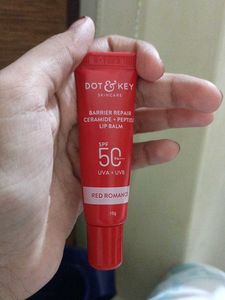 DOT & KEY
SKINCARE
BARRIER REPAIR
CERAMIDE + PEPTIDE
LIP BALM
SPF
50
UVA + UVB
RED ROMANCE